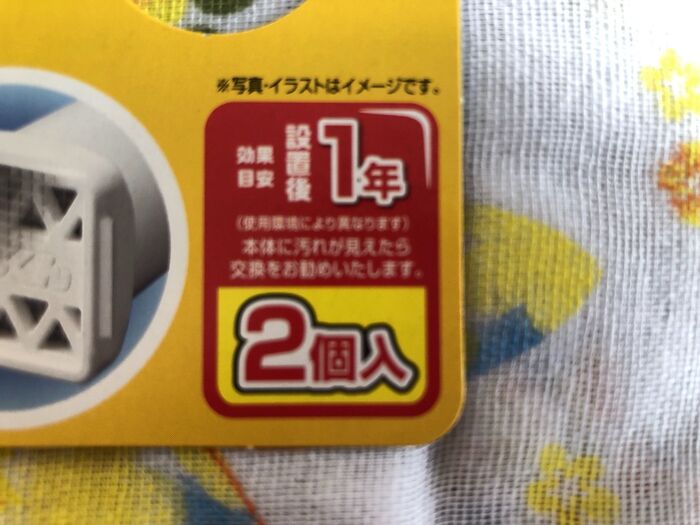 ※写真・イラストはイメージです。
効果目安 設置後 1年
(使用環境により異なります)
本体に汚れが見えたら
交換をお勧めいたします。
2個入